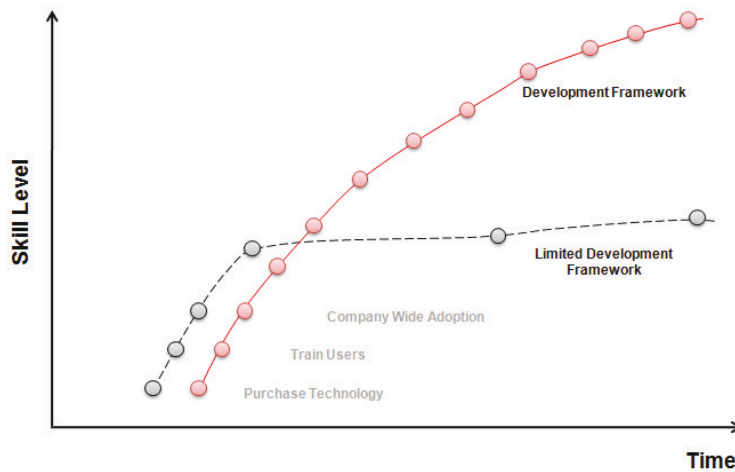 Development Framework
Skill Level
Limited Development
Framework
Company Wide Adoption
Train Users
Purchase Technology
Time